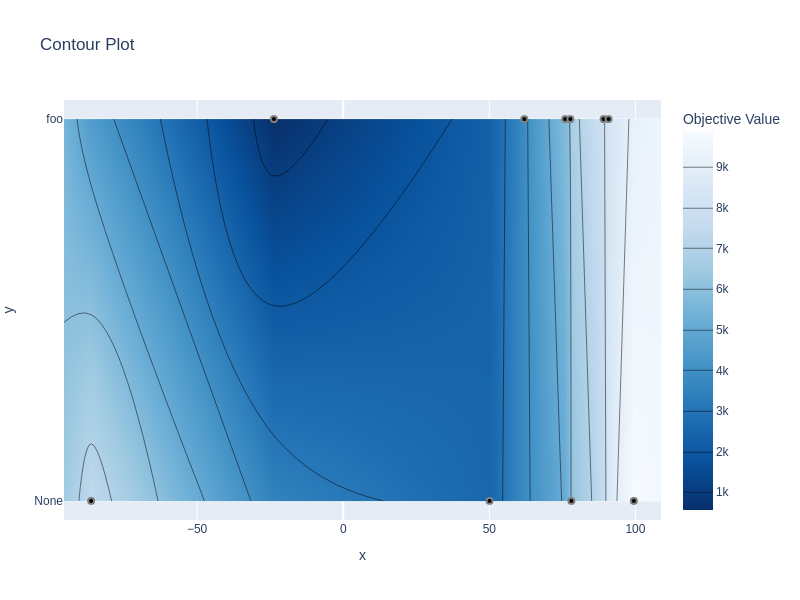 Contour Plot
Objective Value
foo
None
y
−50
0
50
100
x
9k
8k
7k
6k
5k
4k
3k
2k
1k